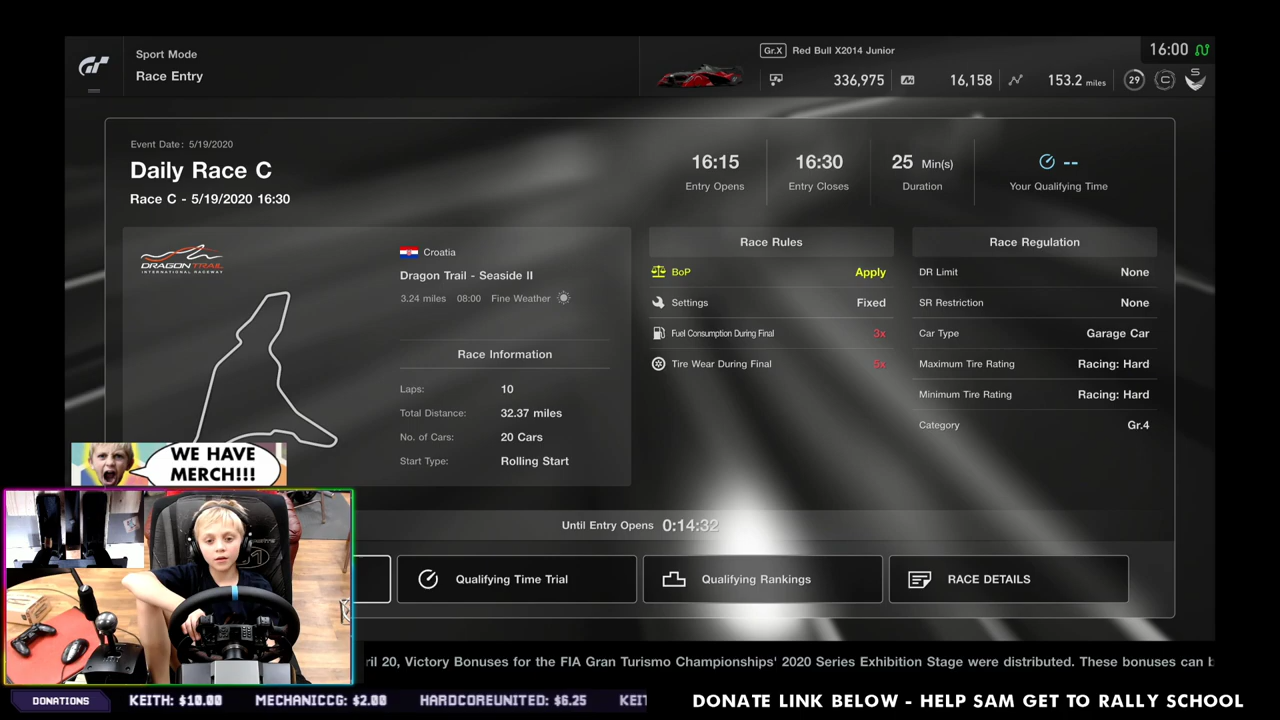 Sport Mode
Race Entry
Gr.X Red Bull X2014 Junior
16:00
336,975
16,158
153.2 miles
29
C
S
Event Date: 5/19/2020
Daily Race C
Race C - 5/19/2020 16:30
16:15
Entry Opens
16:30
Entry Closes
25 Min(s)
Duration
--
Your Qualifying Time
DRAGON TRAIL
INTERNATIONAL RACEWAY
Croatia
Dragon Trail - Seaside II
3.24 miles 08:00 Fine Weather
Race Information
Laps: 10
Total Distance: 32.37 miles
No. of Cars: 20 Cars
Start Type: Rolling Start
Race Rules
BoP Apply
Settings Fixed
Fuel Consumption During Final 3x
Tire Wear During Final 5x
Race Regulation
DR Limit None
SR Restriction None
Car Type Garage Car
Maximum Tire Rating Racing: Hard
Minimum Tire Rating Racing: Hard
Category Gr.4
WE HAVE
MERCH!!!
Until Entry Opens 0:14:32
Qualifying Time Trial
Qualifying Rankings
RACE DETAILS
ril 20, Victory Bonuses for the FIA Gran Turismo Championships' 2020 Series Exhibition Stage were distributed. These bonuses can b
DONATIONS
KEITH: $10.00 MECHANICCG: $2.00 HARDCOREUNITED: $6.25 KEIT
DONATE LINK BELOW - HELP SAM GET TO RALLY SCHOOL